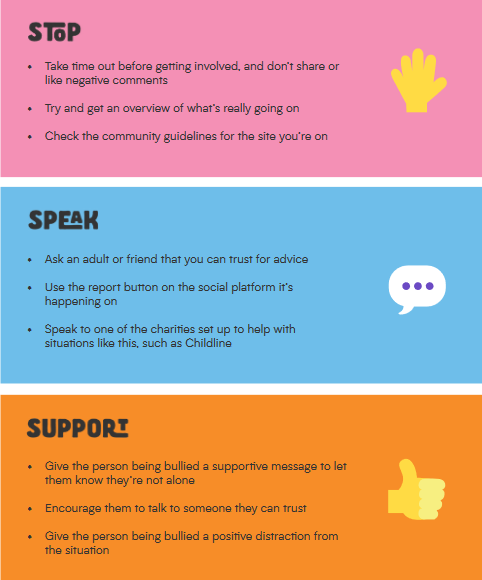 STOP
• Take time out before getting involved, and don't share or
like negative comments
• Try and get an overview of what's really going on
• Check the community guidelines for the site you're on
SPEAK
• Ask an adult or friend that you can trust for advice
• Use the report button on the social platform it's
happening on
• Speak to one of the charities set up to help with
situations like this, such as Childline
SUPPORT
• Give the person being bullied a supportive message to let
them know they're not alone
• Encourage them to talk to someone they can trust
• Give the person being bullied a positive distraction from
the situation